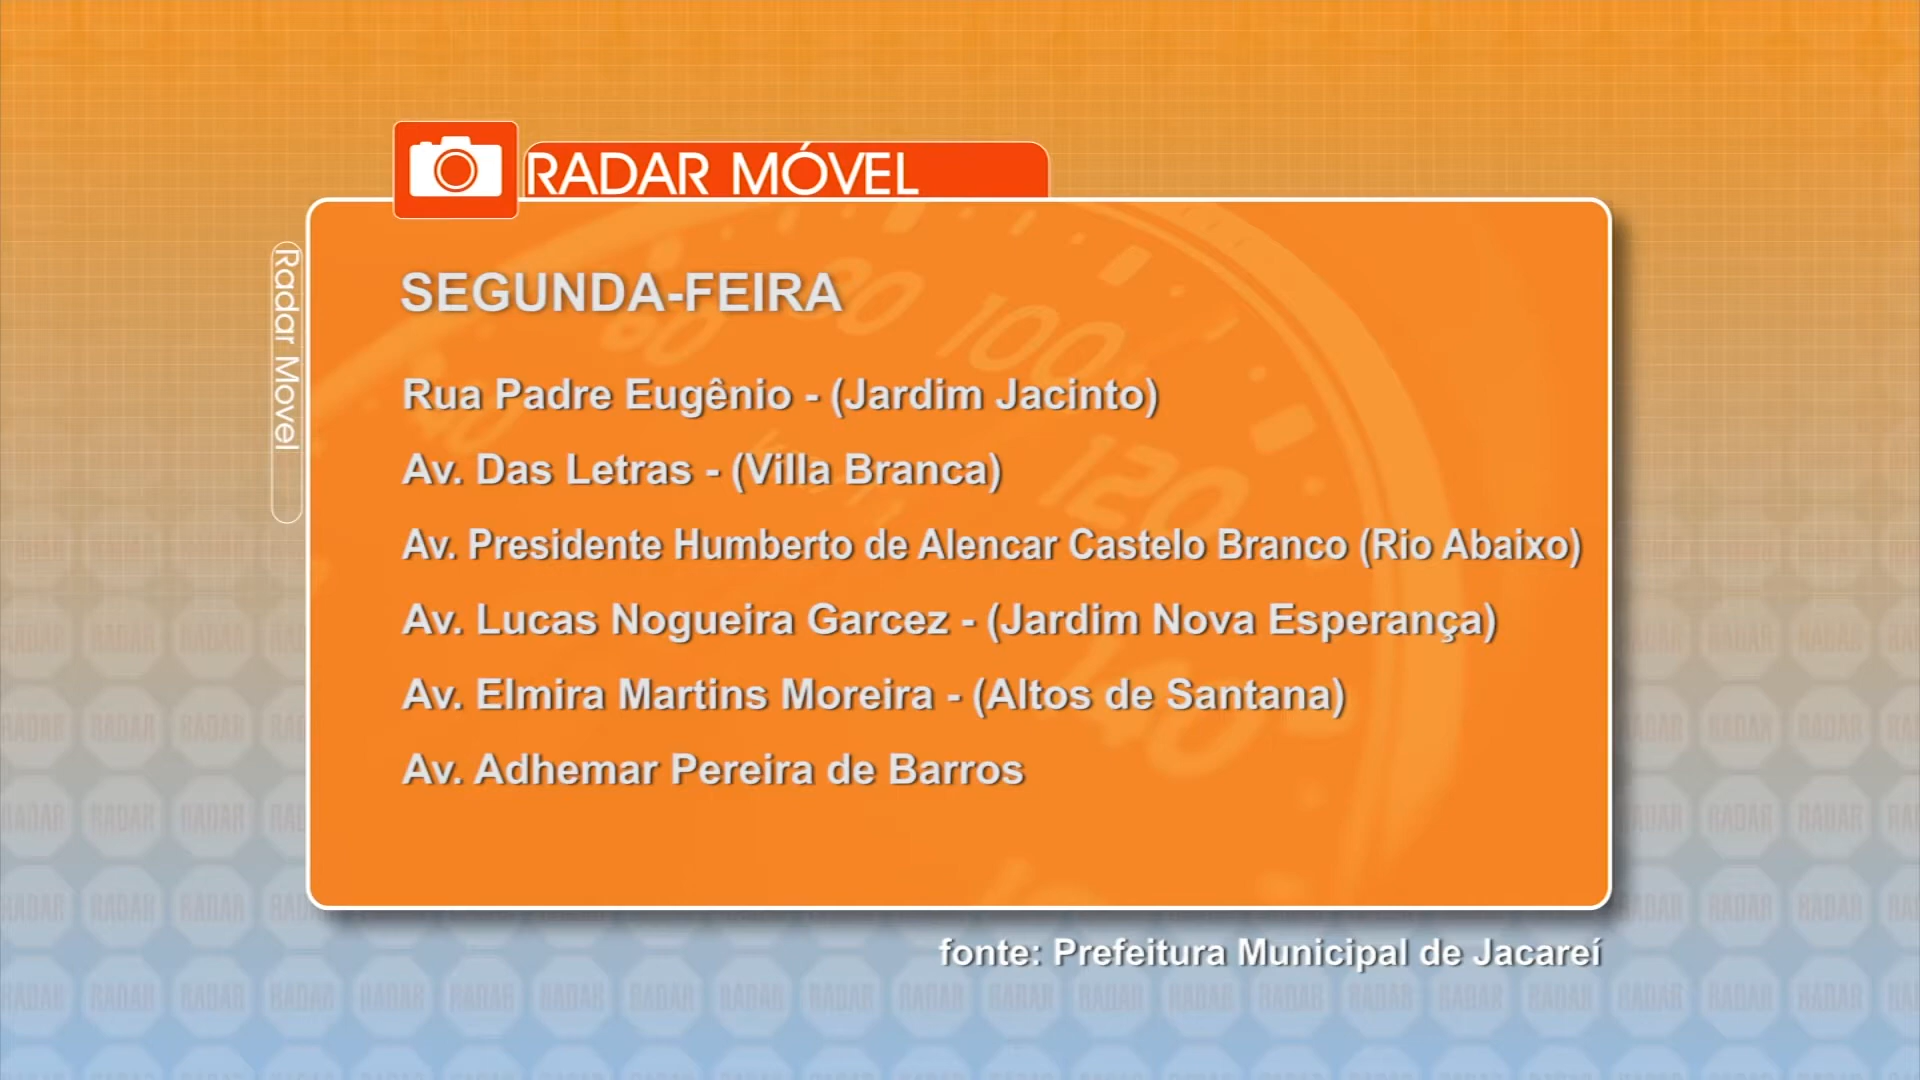 RADAR MÓVEL
Radar Movel
SEGUNDA-FEIRA
Rua Padre Eugênio - (Jardim Jacinto)
Av. Das Letras - (Villa Branca)
Av. Presidente Humberto de Alencar Castelo Branco (Rio Abaixo)
Av. Lucas Nogueira Garcez - (Jardim Nova Esperança)
Av. Elmira Martins Moreira - (Altos de Santana)
Av. Adhemar Pereira de Barros
fonte: Prefeitura Municipal de Jacareí